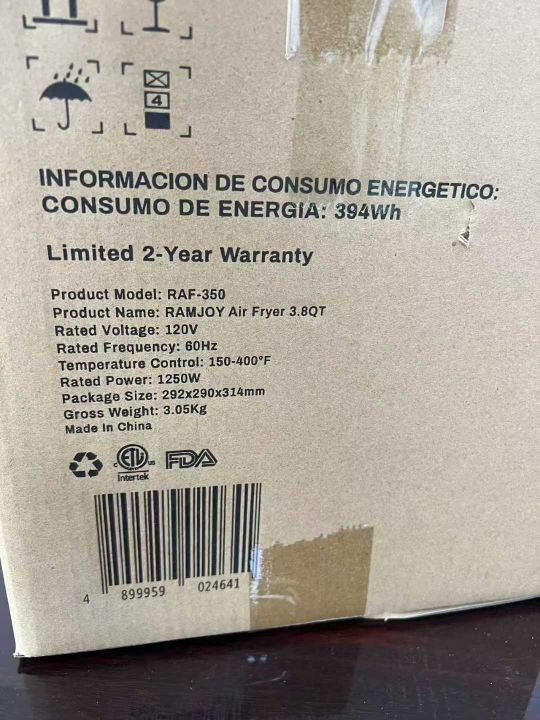 4
INFORMACION DE CONSUMO ENERGETICO:
CONSUMO DE ENERGIA: 394Wh
Limited 2-Year Warranty
Product Model: RAF-350
Product Name: RAMJOY Air Fryer 3.8QT
Rated Voltage: 120V
Rated Frequency: 60Hz
Temperature Control: 150-400°F
Rated Power: 1250W
Package Size: 292x290x314mm
Gross Weight: 3.05Kg
Made In China
C ETL US FDA
Intertek
4 899959 024641